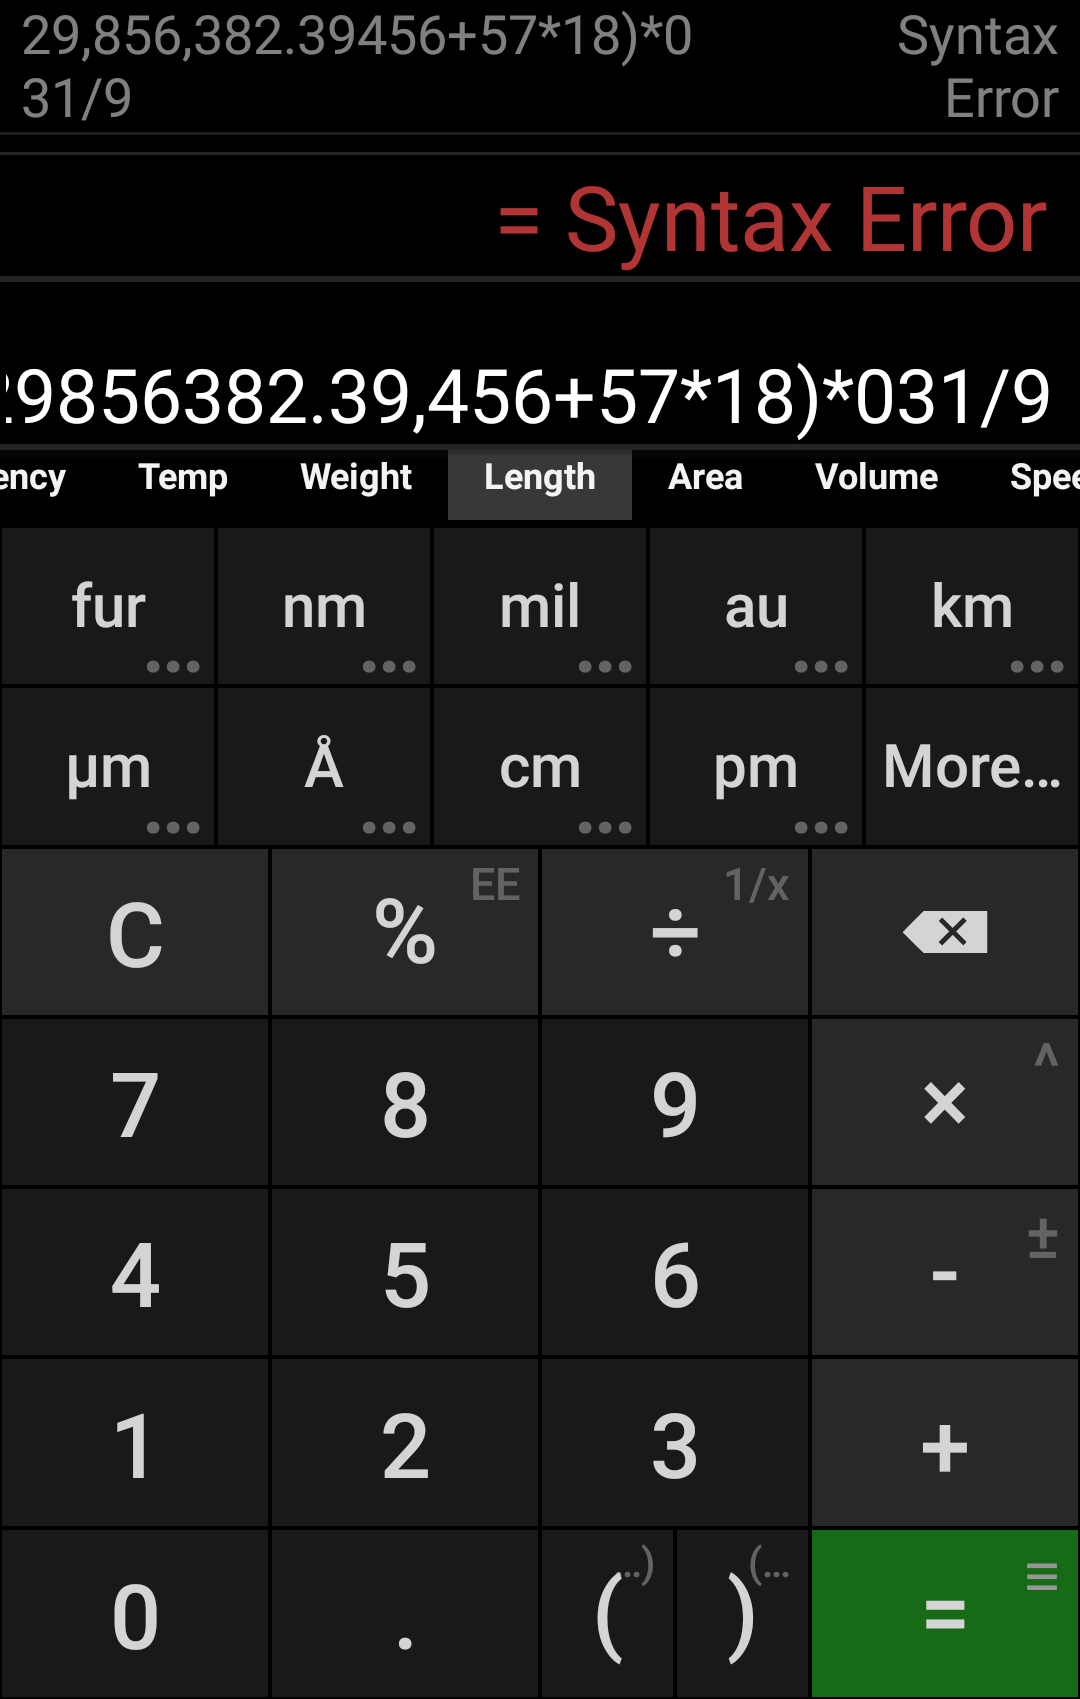 29,856,382.39456+57*18)*0 Syntax
31/9 Error
= Syntax Error
29856382.39,456+57*18)*031/9
ency Temp Weight Length Area Volume Spee
fur nm mil au km
µm Å cm pm More...
C % EE ÷ 1/x
7 8 9 × ^
4 5 6 - ±
1 2 3 +
0 . ( ..) ) (... = ≡